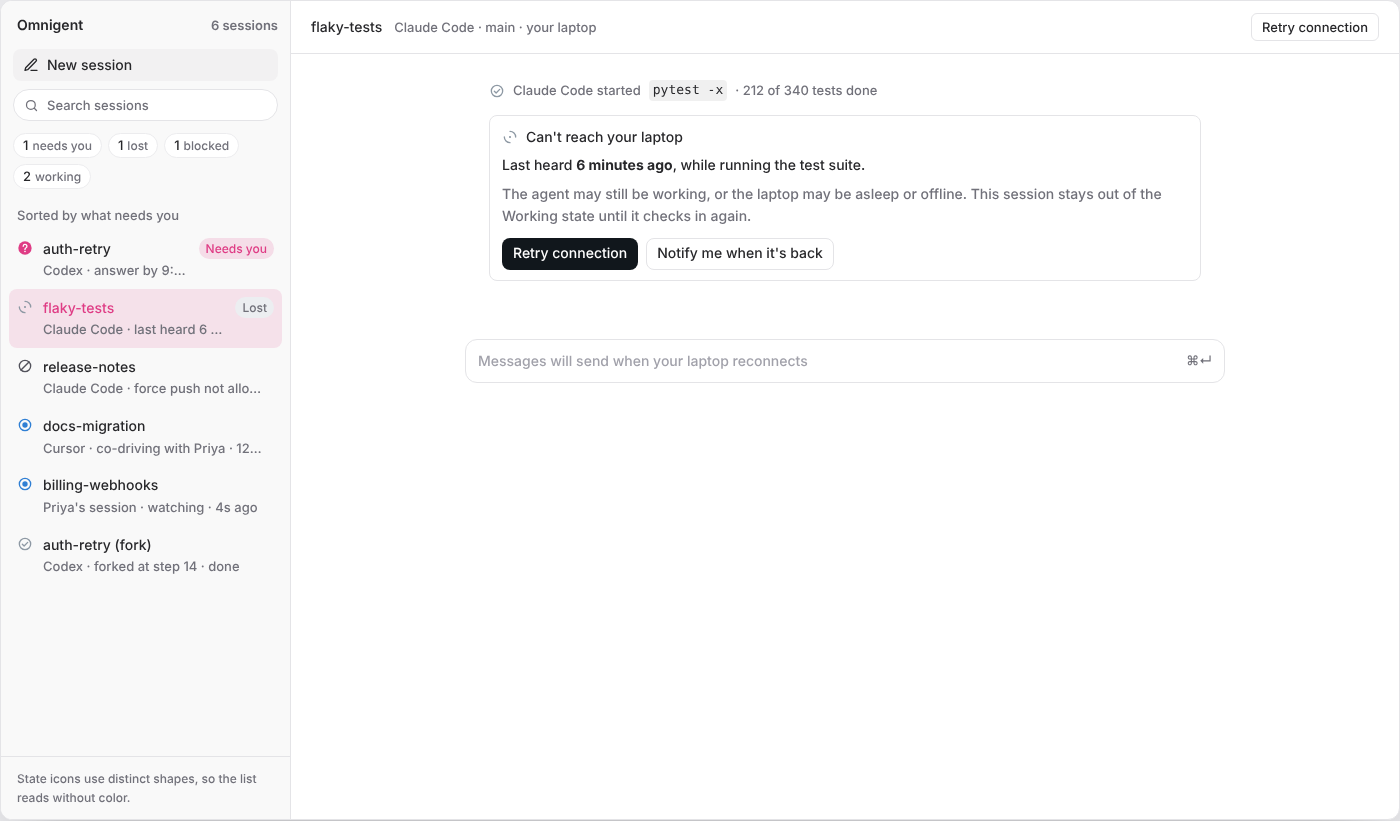 Omnigent
6 sessions
New session
Search sessions
1 needs you
1 lost
1 blocked
2 working
Sorted by what needs you
auth-retry
Needs you
Codex · answer by 9:...
flaky-tests
Lost
Claude Code · last heard 6 ...
release-notes
Claude Code · force push not allo...
docs-migration
Cursor · co-driving with Priya · 12...
billing-webhooks
Priya's session · watching · 4s ago
auth-retry (fork)
Codex · forked at step 14 · done
State icons use distinct shapes, so the list
reads without color.
flaky-tests Claude Code · main · your laptop
Retry connection
Claude Code started pytest -x · 212 of 340 tests done
Can't reach your laptop
Last heard 6 minutes ago, while running the test suite.
The agent may still be working, or the laptop may be asleep or offline. This session stays out of the
Working state until it checks in again.
Retry connection
Notify me when it's back
Messages will send when your laptop reconnects
⌘↵